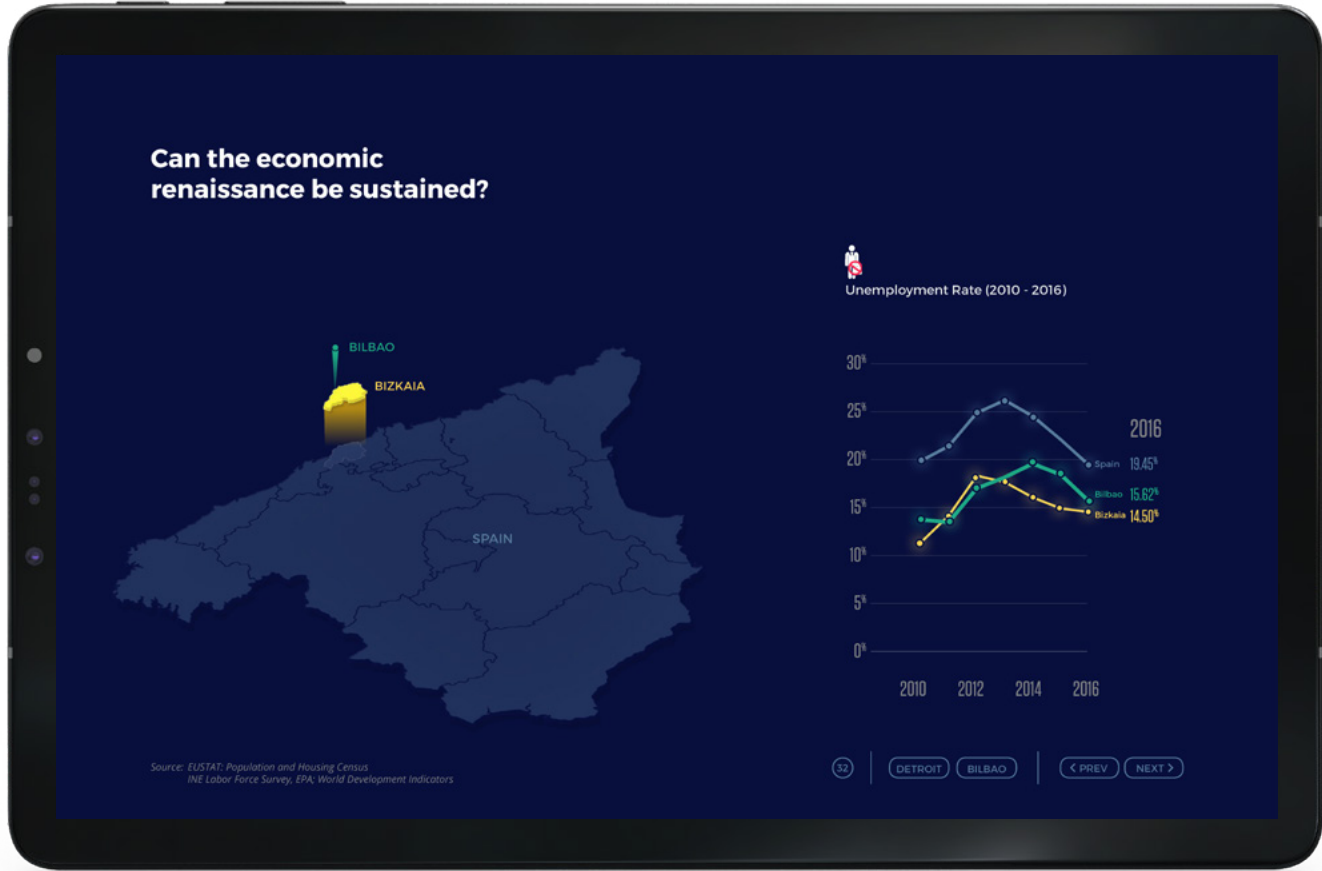 Can the economic
renaissance be sustained?
BILBAO
BIZKAIA
SPAIN
Unemployment Rate (2010 - 2016)
30%
25%
20%
15%
10%
5%
0%
2010 2012 2014 2016
2016
Spain 19.45%
Bilbao 15.62%
Bizkaia 14.50%
Source: EUSTAT: Population and Housing Census
INE Labor Force Survey, EPA; World Development Indicators
32 DETROIT BILBAO < PREV NEXT >